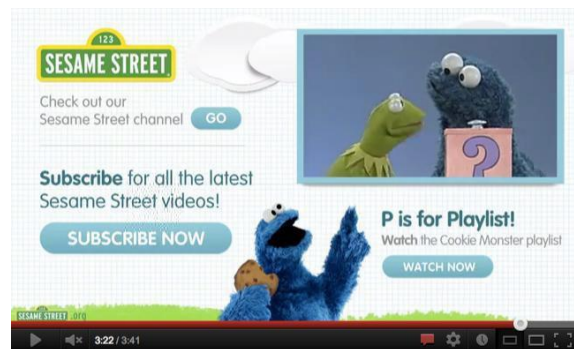 123
SESAME STREET
Check out our
Sesame Street channel GO
Subscribe for all the latest
Sesame Street videos!
SUBSCRIBE NOW
?
P is for Playlist!
Watch the Cookie Monster playlist
WATCH NOW
SESAME STREET .org
3:22 / 3:41